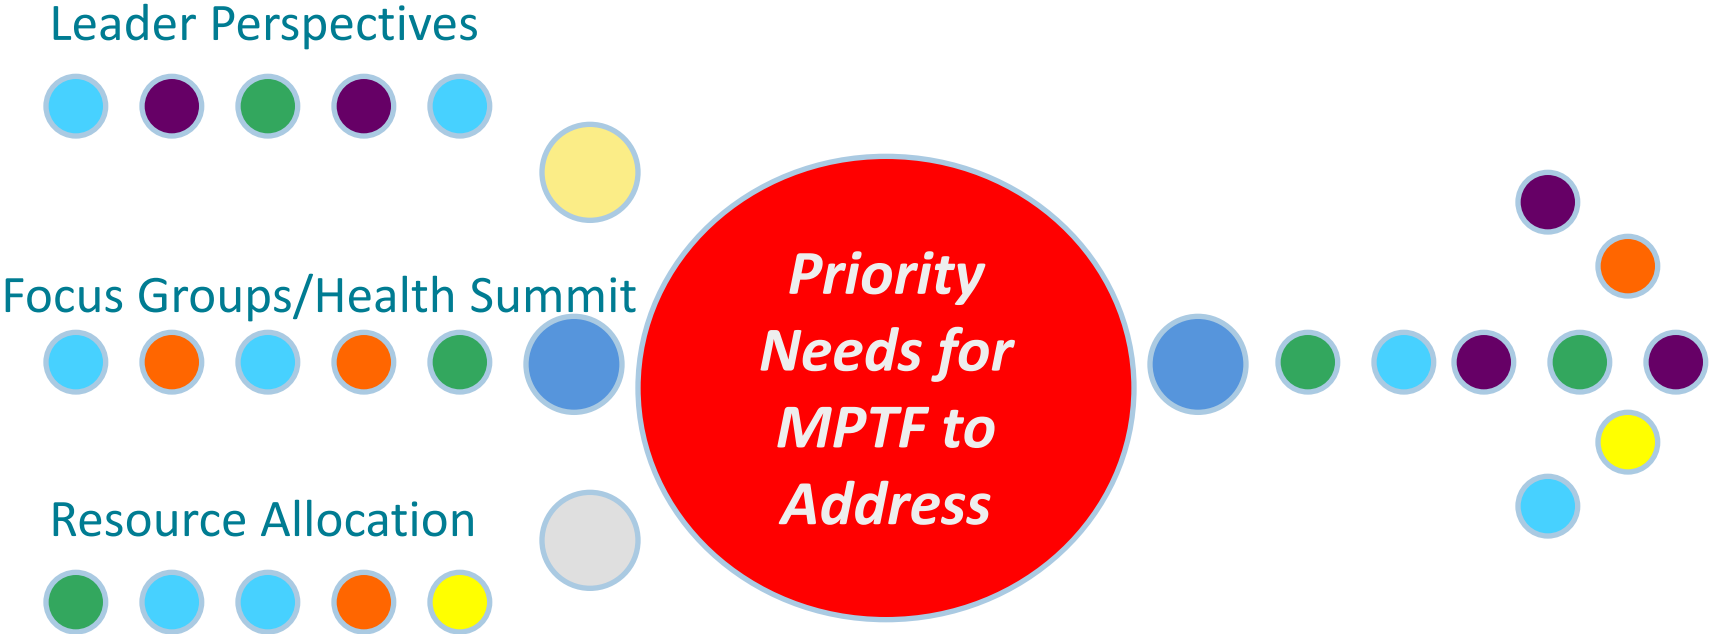 Leader Perspectives
Focus Groups/Health Summit
Priority
Needs for
MPTF to
Address
Resource Allocation